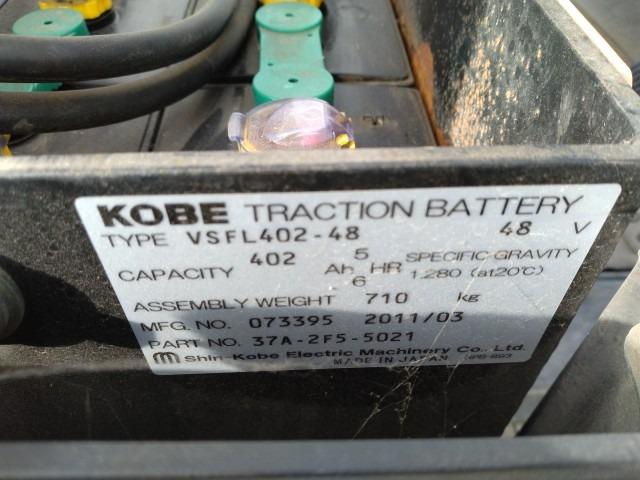 KOBE TRACTION BATTERY
TYPE VSFL402-48 48 V
CAPACITY 402 Ah 5 HR 6 SPECIFIC GRAVITY 1.280 (at20°C)
ASSEMBLY WEIGHT 710 kg
MFG. NO. 073395 2011/03
PART NO. 37A-2F5-5021
Shin-Kobe Electric Machinery Co., Ltd.
MADE IN JAPAN